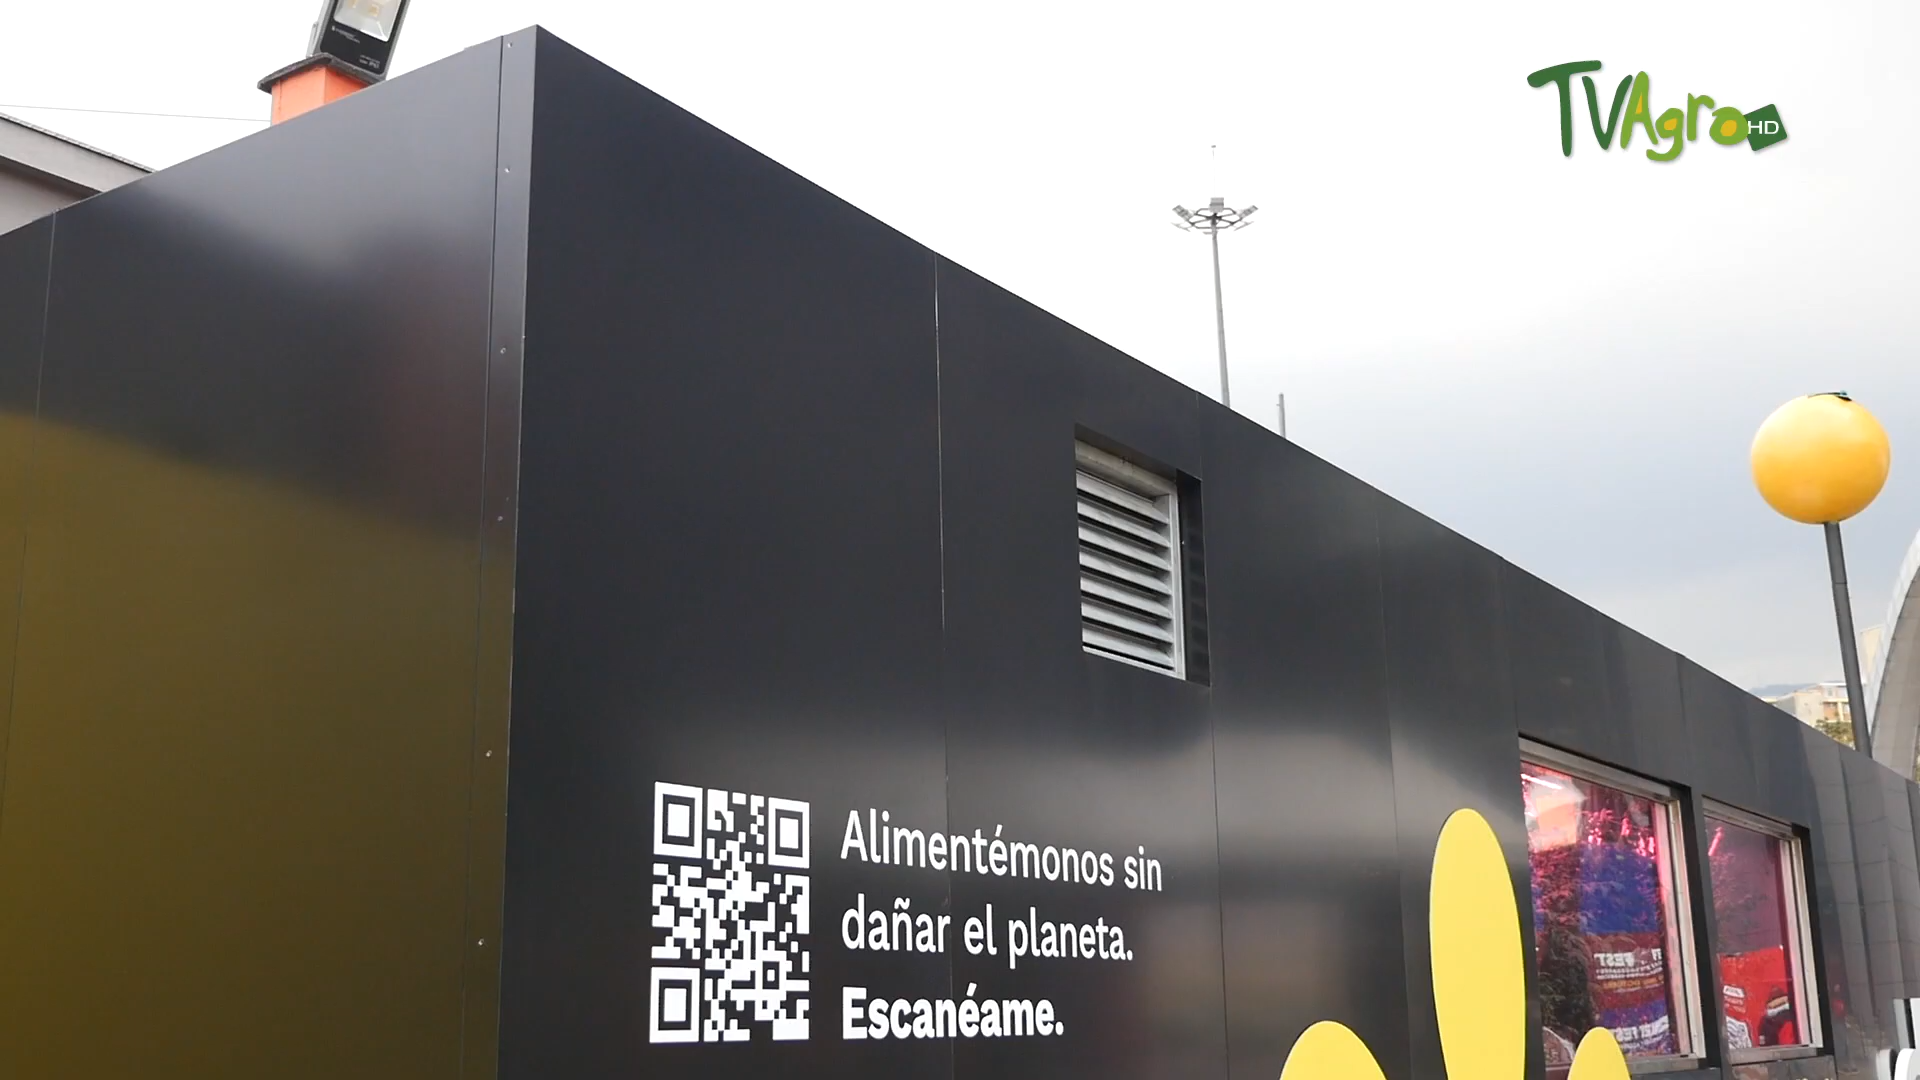 TVAgro HD
Alimentémonos sin
dañar el planeta.
Escanéame.